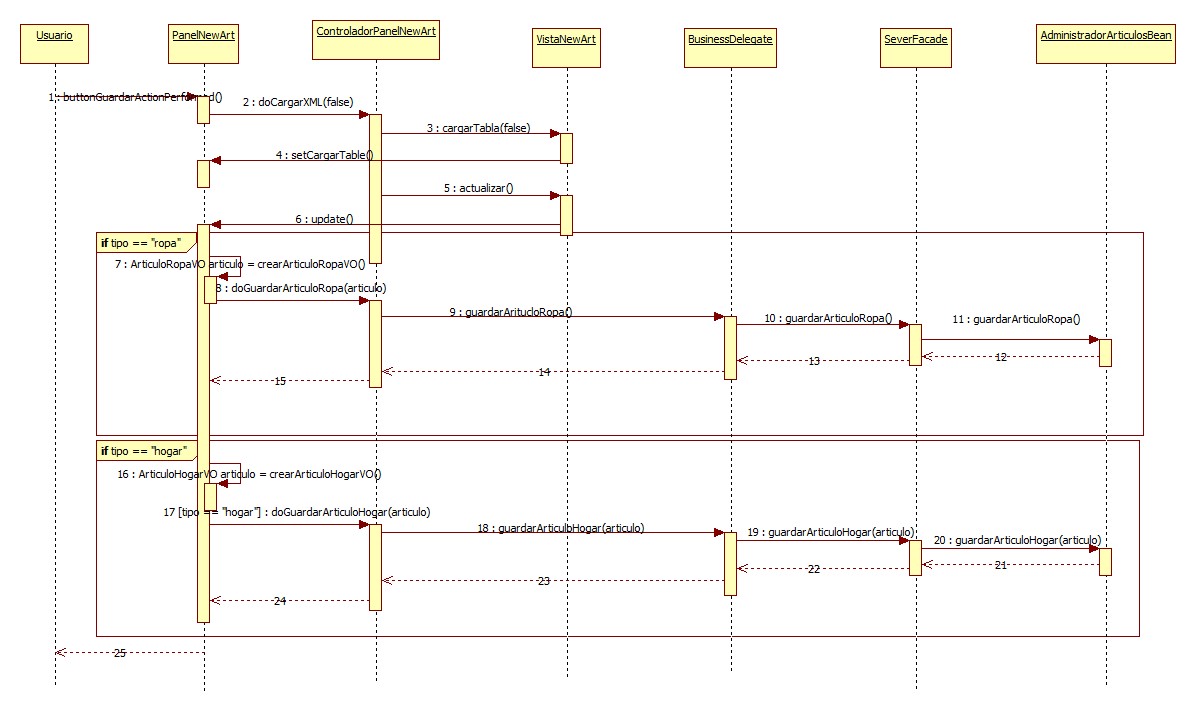 Usuario
PanelNewArt
ControladorPanelNewArt
VistaNewArt
BusinessDelegate
SeverFacade
AdministradorArticulosBean
1 : buttonGuardarActionPerformed()
2 : doCargarXML(false)
3 : cargarTabla(false)
4 : setCargarTable()
5 : actualizar()
6 : update()
if tipo == "ropa"
7 : ArticuloRopaVO articulo = crearArticuloRopaVO()
8 : doGuardarArticuloRopa(articulo)
9 : guardarAritucloRopa()
10 : guardarArticuloRopa()
11 : guardarArticuloRopa()
12
13
14
15
if tipo == "hogar"
16 : ArticuloHogarVO articulo = crearArticuloHogarVO()
17 [tipo == "hogar"] : doGuardarArticuloHogar(articulo)
18 : guardarArticuloHogar(articulo)
19 : guardarArticuloHogar(articulo)
20 : guardarArticuloHogar(articulo)
21
22
23
24
25